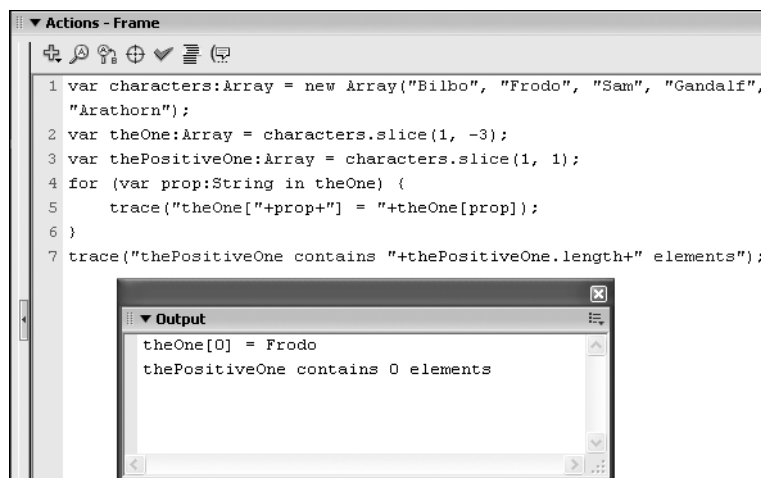 Actions - Frame
1 var characters:Array = new Array("Bilbo", "Frodo", "Sam", "Gandalf",
"Arathorn");
2 var theOne:Array = characters.slice(1, -3);
3 var thePositiveOne:Array = characters.slice(1, 1);
4 for (var prop:String in theOne) {
5 trace("theOne["+prop+"] = "+theOne[prop]);
6 }
7 trace("thePositiveOne contains "+thePositiveOne.length+" elements");
Output
theOne[0] = Frodo
thePositiveOne contains 0 elements